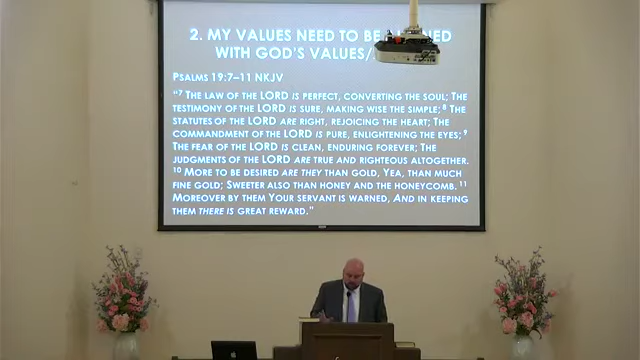 2. MY VALUES NEED TO BE
WITH GOD'S VALUES/
PSALMS 19:7–11 NKJV
“7 THE LAW OF THE LORD IS PERFECT, CONVERTING THE SOUL; THE
TESTIMONY OF THE LORD IS SURE, MAKING WISE THE SIMPLE; 8 THE
STATUTES OF THE LORD ARE RIGHT, REJOICING THE HEART; THE
COMMANDMENT OF THE LORD IS PURE, ENLIGHTENING THE EYES; 9
THE FEAR OF THE LORD IS CLEAN, ENDURING FOREVER; THE
JUDGMENTS OF THE LORD ARE TRUE AND RIGHTEOUS ALTOGETHER.
10 MORE TO BE DESIRED ARE THEY THAN GOLD, YEA, THAN MUCH
FINE GOLD; SWEETER ALSO THAN HONEY AND THE HONEYCOMB. 11
MOREOVER BY THEM YOUR SERVANT IS WARNED, AND IN KEEPING
THEM THERE IS GREAT REWARD.”